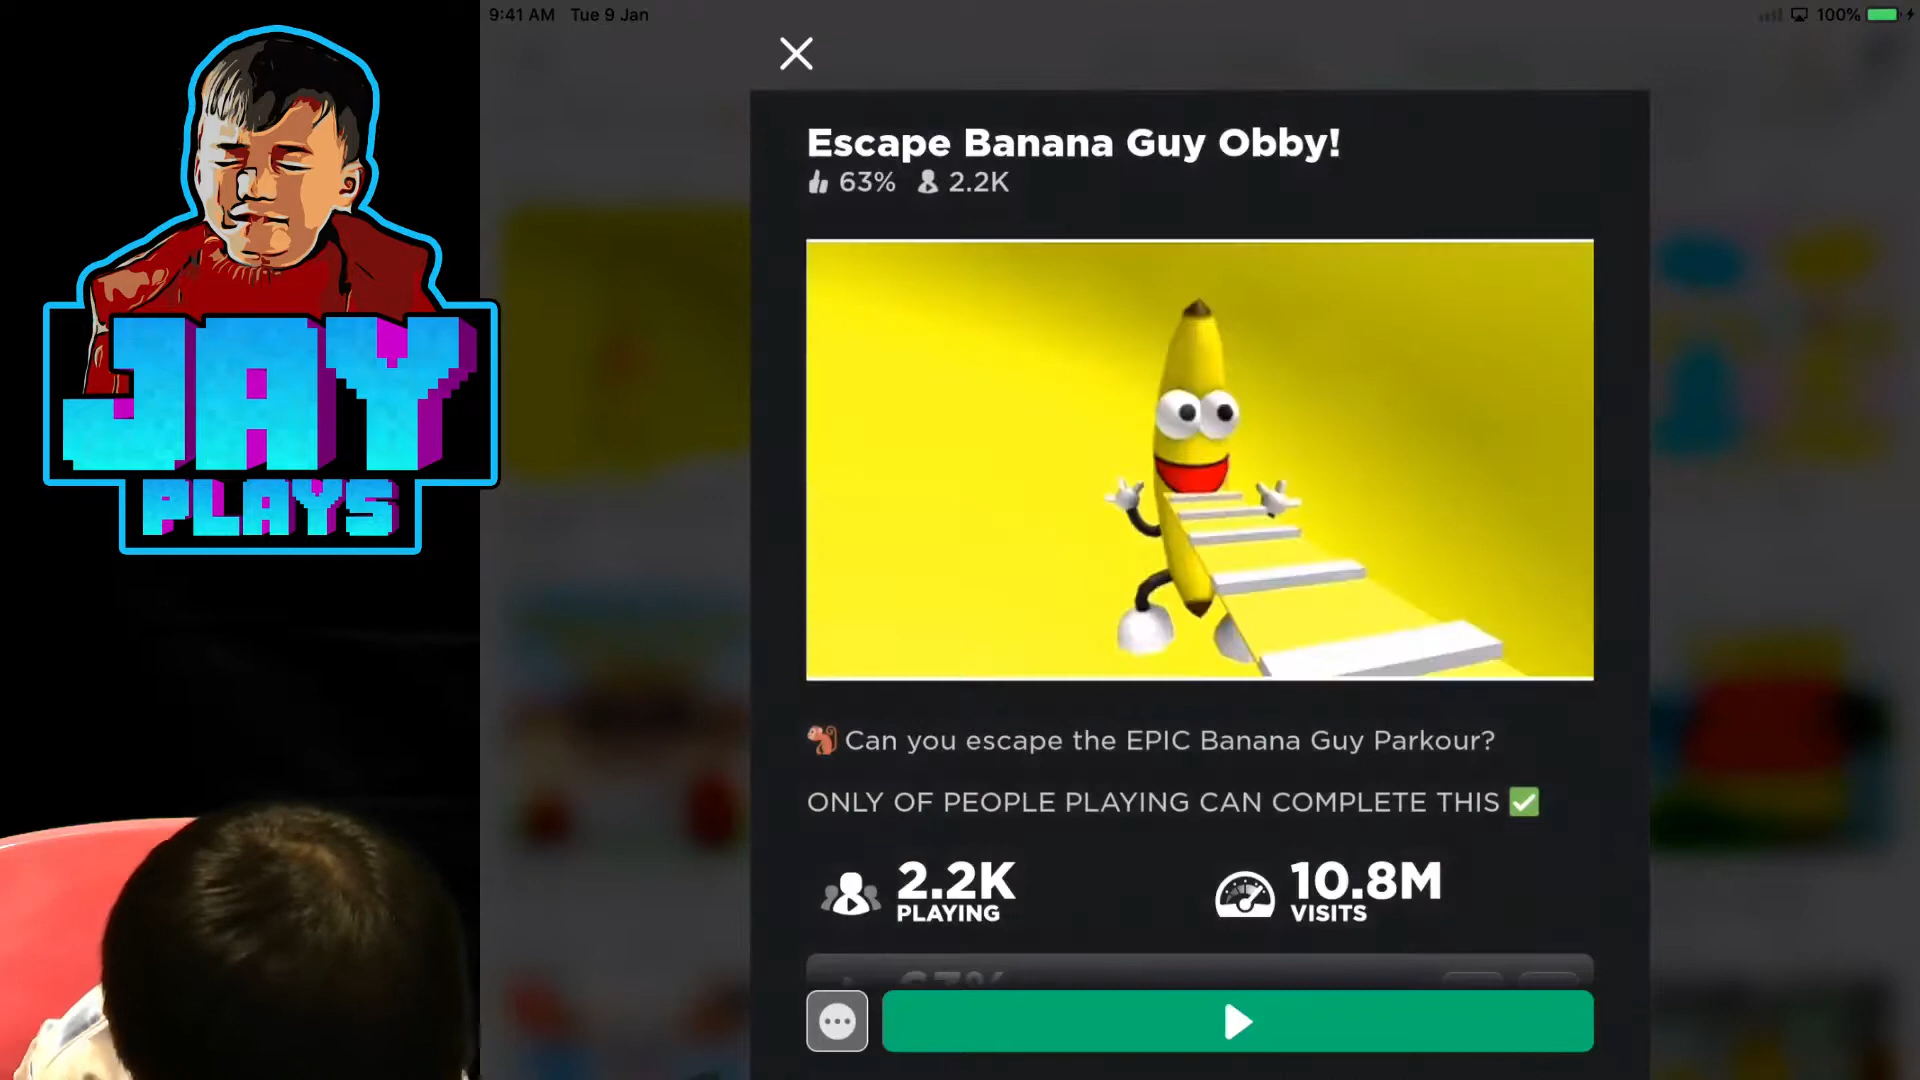 9:41 AM Tue 9 Jan
100%
JAY
PLAYS
Escape Banana Guy Obby!
63% 2.2K
Can you escape the EPIC Banana Guy Parkour?
ONLY OF PEOPLE PLAYING CAN COMPLETE THIS
2.2K
PLAYING
10.8M
VISITS